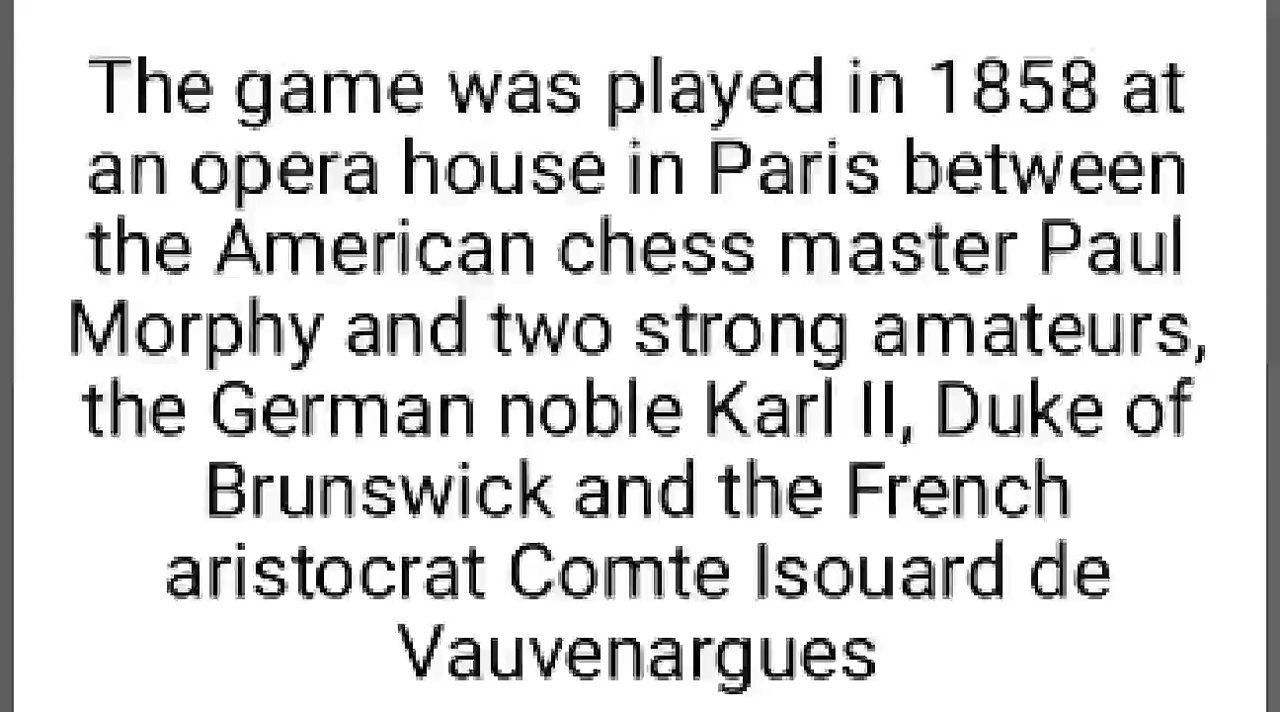 The game was played in 1858 at
an opera house in Paris between
the American chess master Paul
Morphy and two strong amateurs,
the German noble Karl II, Duke of
Brunswick and the French
aristocrat Comte Isouard de
Vauvenargues